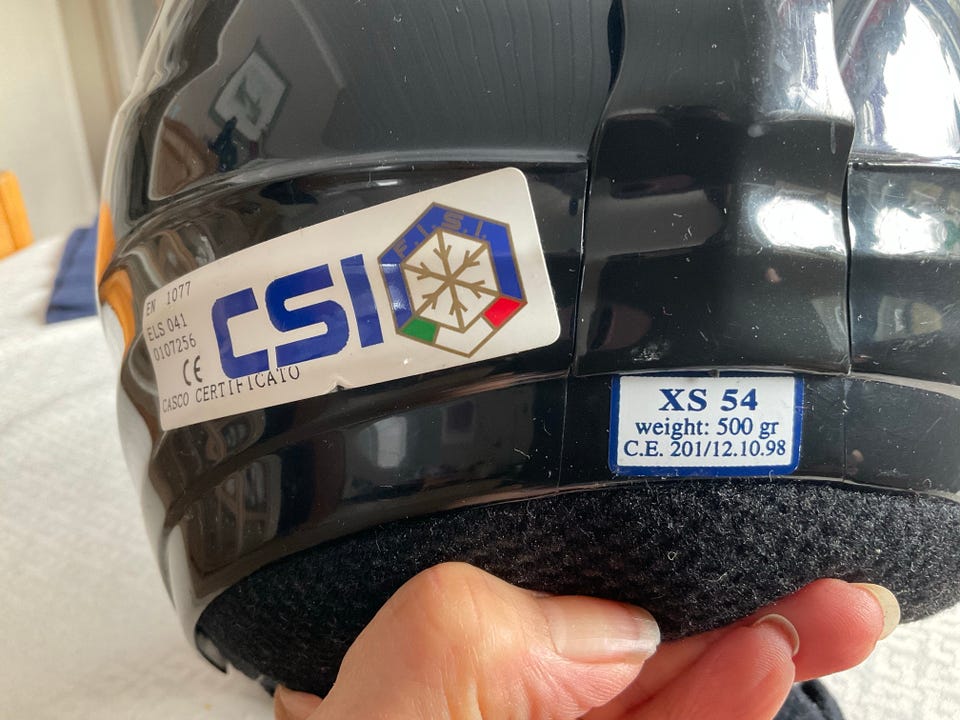 EN 1077
ELS 041
0107256
CE
CASCO CERTIFICATO
CSI
F.I.S.I.
XS 54
weight: 500 gr
C.E. 201/12.10.98